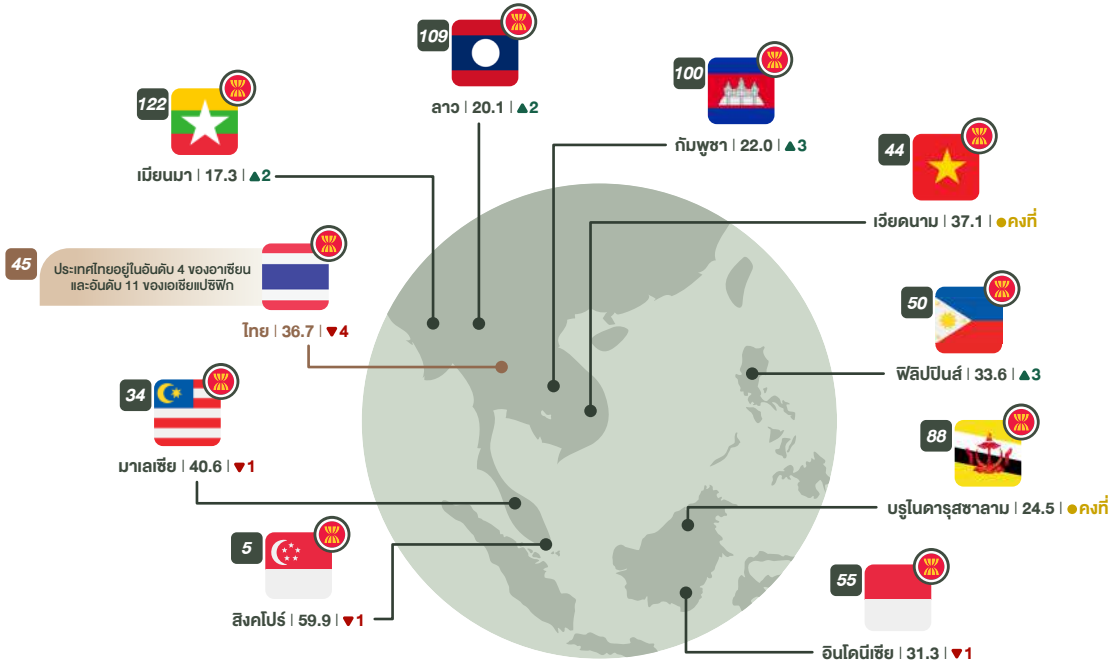 109
ลาว | 20.1 | ▲2
100
กัมพูชา | 22.0 | ▲3
122
เมียนมา | 17.3 | ▲2
44
เวียดนาม | 37.1 | ●คงที่
45
ประเทศไทยอยู่ในอันดับ 4 ของอาเซียน
และอันดับ 11 ของเอเชียแปซิฟิก
ไทย | 36.7 | ▼4
50
ฟิลิปปินส์ | 33.6 | ▲3
34
มาเลเซีย | 40.6 | ▼1
88
บรูไนดารุสซาลาม | 24.5 | ●คงที่
5
สิงคโปร์ | 59.9 | ▼1
55
อินโดนีเซีย | 31.3 | ▼1